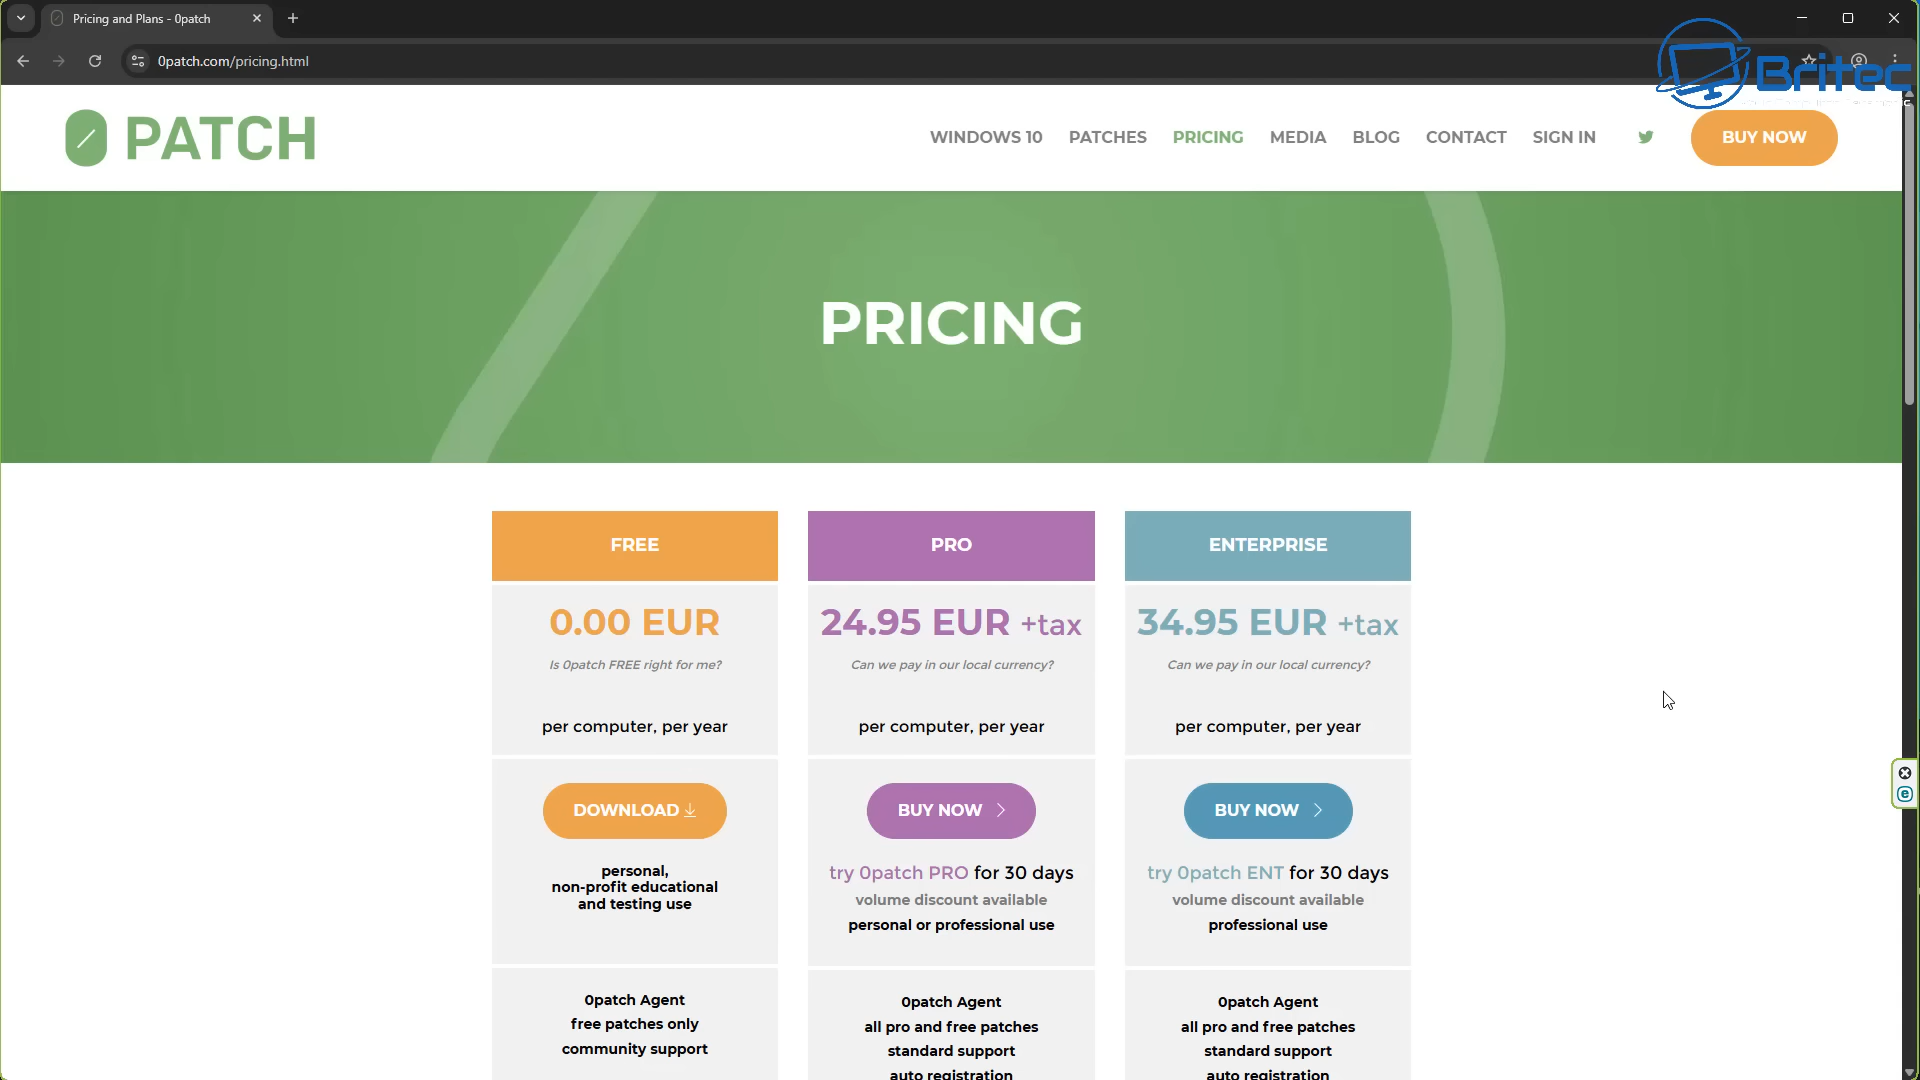 Pricing and Plans - 0patch
0patch.com/pricing.html
Britec
0 PATCH
WINDOWS 10 PATCHES PRICING MEDIA BLOG CONTACT SIGN IN BUY NOW
PRICING
FREE
0.00 EUR
Is 0patch FREE right for me?
per computer, per year
DOWNLOAD
personal,
non-profit educational
and testing use
0patch Agent
free patches only
community support
PRO
24.95 EUR +tax
Can we pay in our local currency?
per computer, per year
BUY NOW
try 0patch PRO for 30 days
volume discount available
personal or professional use
0patch Agent
all pro and free patches
standard support
auto registration
ENTERPRISE
34.95 EUR +tax
Can we pay in our local currency?
per computer, per year
BUY NOW
try 0patch ENT for 30 days
volume discount available
professional use
0patch Agent
all pro and free patches
standard support
auto registration